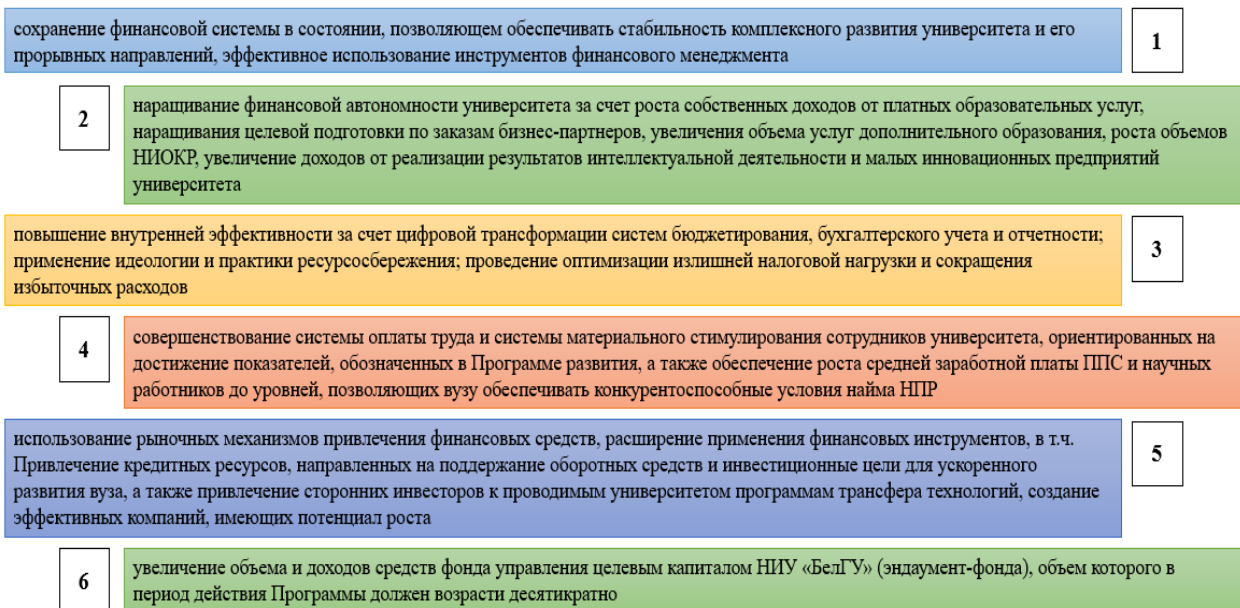 сохранение финансовой системы в состоянии, позволяющем обеспечивать стабильность комплексного развития университета и его
прорывных направлений, эффективное использование инструментов финансового менеджмента
1
2
наращивание финансовой автономности университета за счет роста собственных доходов от платных образовательных услуг,
наращивания целевой подготовки по заказам бизнес-партнеров, увеличения объема услуг дополнительного образования, роста объемов
НИОКР, увеличение доходов от реализации результатов интеллектуальной деятельности и малых инновационных предприятий
университета
повышение внутренней эффективности за счет цифровой трансформации систем бюджетирования, бухгалтерского учета и отчетности;
применение идеологии и практики ресурсосбережения; проведение оптимизации излишней налоговой нагрузки и сокращения
избыточных расходов
3
4
совершенствование системы оплаты труда и системы материального стимулирования сотрудников университета, ориентированных на
достижение показателей, обозначенных в Программе развития, а также обеспечение роста средней заработной платы ППС и научных
работников до уровней, позволяющих вузу обеспечивать конкурентоспособные условия найма НПР
использование рыночных механизмов привлечения финансовых средств, расширение применения финансовых инструментов, в т.ч.
Привлечение кредитных ресурсов, направленных на поддержание оборотных средств и инвестиционные цели для ускоренного
развития вуза, а также привлечение сторонних инвесторов к проводимым университетом программам трансфера технологий, создание
эффективных компаний, имеющих потенциал роста
5
6
увеличение объема и доходов средств фонда управления целевым капиталом НИУ «БелГУ» (эндаумент-фонда), объем которого в
период действия Программы должен возрасти десятикратно